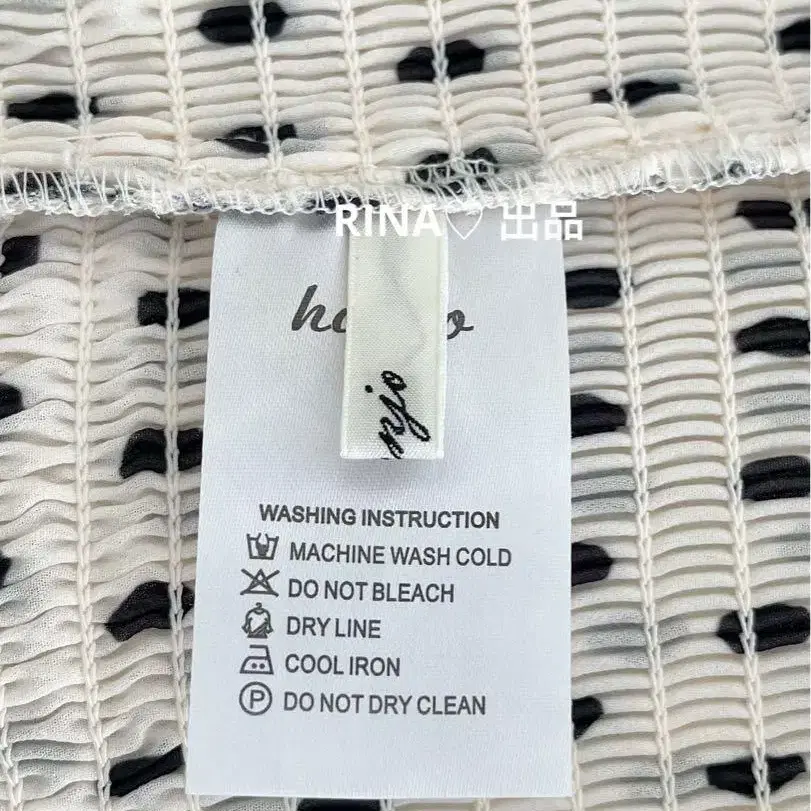 RINA♡ 出品
njo
WASHING INSTRUCTION
MACHINE WASH COLD
DO NOT BLEACH
DRY LINE
COOL IRON
P DO NOT DRY CLEAN